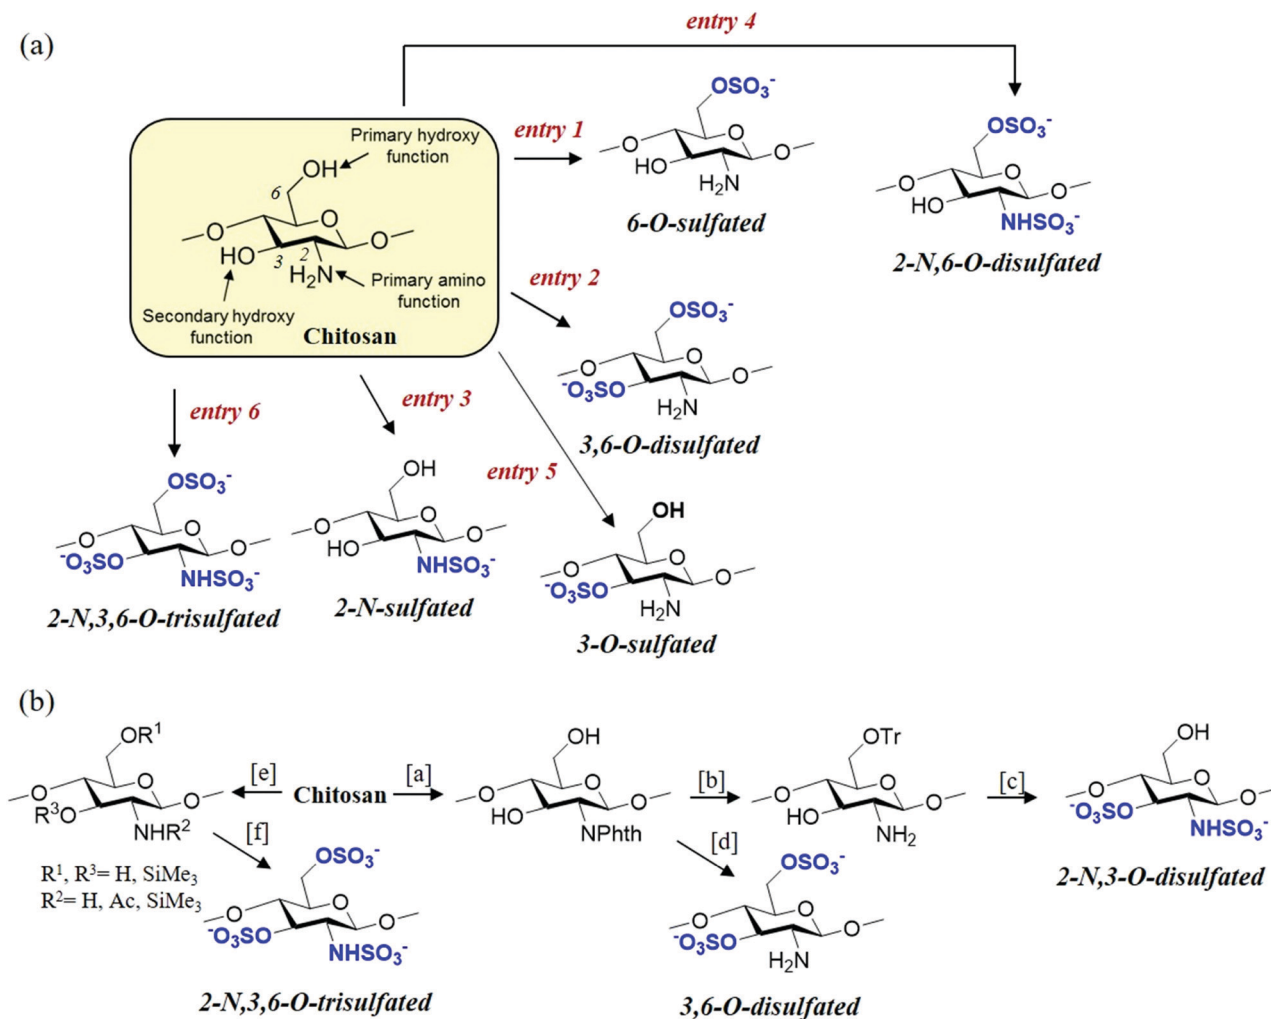 (a)
entry 4
OSO₃⁻
O
O
O
HO
H₂N
6-O-sulfated
entry 1
OSO₃⁻
O
O
O
HO
NHSO₃⁻
2-N,6-O-disulfated
Primary hydroxy
function
OH
6
O
O
O
HO
3
2
H₂N
Primary amino
function
Secondary hydroxy
function
Chitosan
entry 2
OSO₃⁻
O
O
O
⁻O₃SO
H₂N
3,6-O-disulfated
entry 6
OSO₃⁻
O
O
O
⁻O₃SO
NHSO₃⁻
2-N,3,6-O-trisulfated
entry 3
OH
O
O
O
HO
NHSO₃⁻
2-N-sulfated
entry 5
OH
O
O
O
⁻O₃SO
H₂N
3-O-sulfated
(b)
OR¹
O
O
O
R³O
NHR²
R¹, R³= H, SiMe₃
R²= H, Ac, SiMe₃
[e]
Chitosan
[a]
OH
O
O
O
HO
NPhth
[b]
OTr
O
O
O
HO
NH₂
[c]
OH
O
O
O
⁻O₃SO
NHSO₃⁻
2-N,3-O-disulfated
[f]
OSO₃⁻
O
O
O
⁻O₃SO
NHSO₃⁻
2-N,3,6-O-trisulfated
[d]
OSO₃⁻
O
O
O
⁻O₃SO
H₂N
3,6-O-disulfated